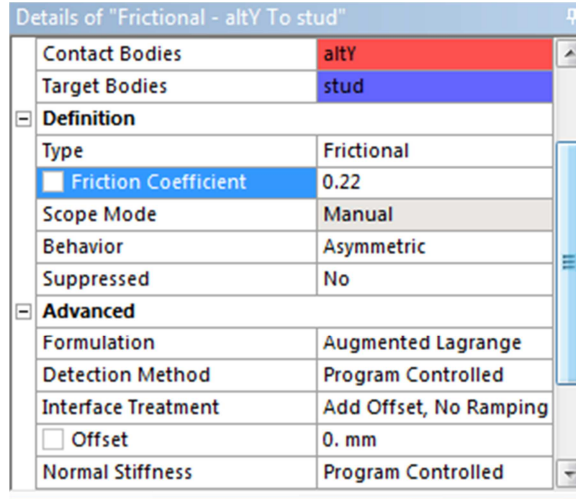 Details of "Frictional - altY To stud"
Contact Bodies altY
Target Bodies stud
Definition
Type Frictional
Friction Coefficient 0.22
Scope Mode Manual
Behavior Asymmetric
Suppressed No
Advanced
Formulation Augmented Lagrange
Detection Method Program Controlled
Interface Treatment Add Offset, No Ramping
Offset 0. mm
Normal Stiffness Program Controlled